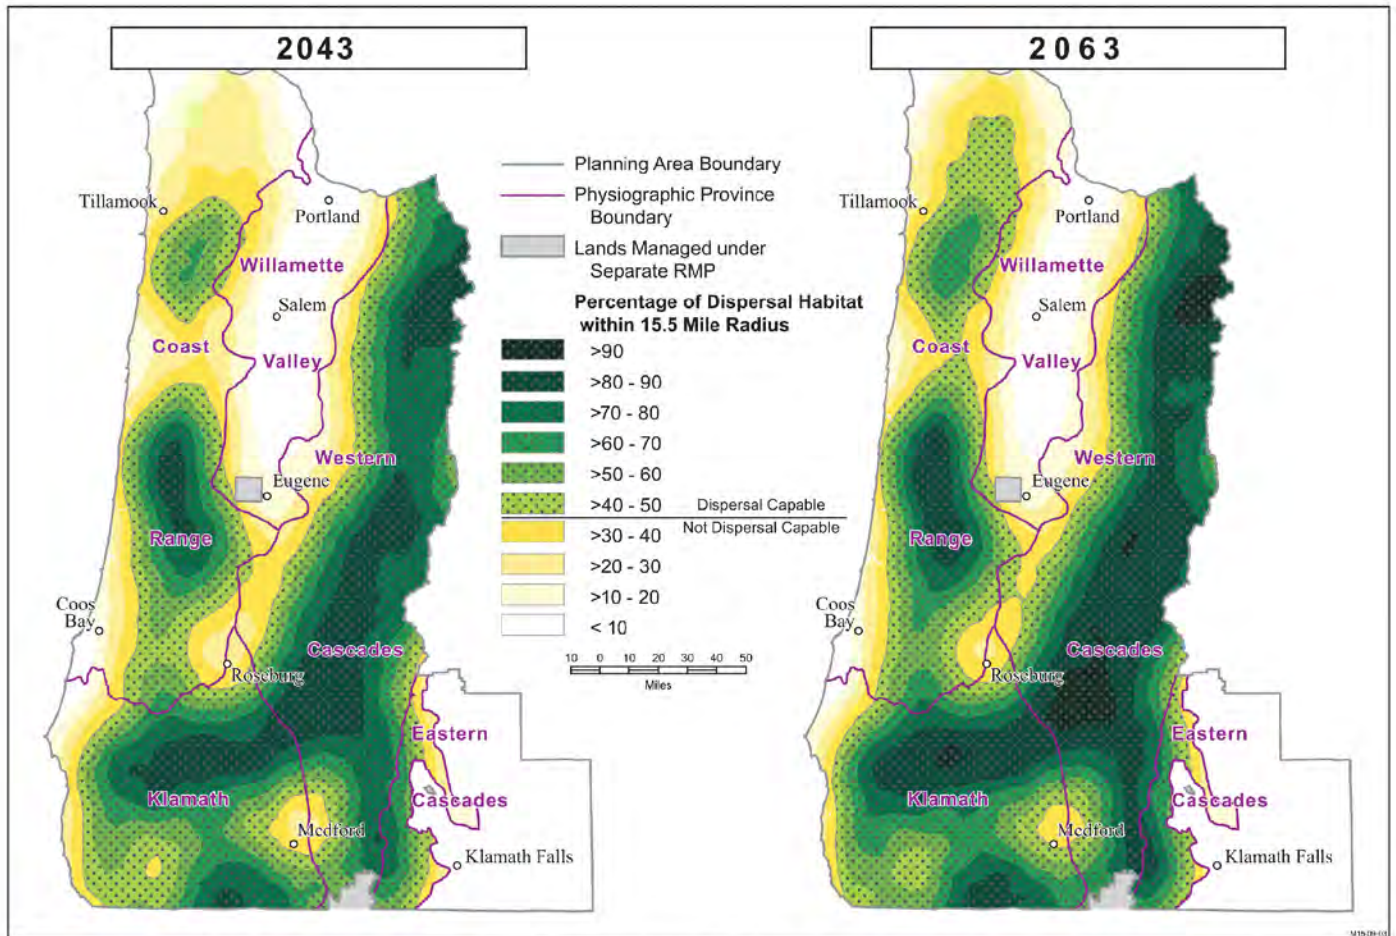 2043
2063
Planning Area Boundary
Physiographic Province
Boundary
Lands Managed under
Separate RMP
Percentage of Dispersal Habitat
within 15.5 Mile Radius
>90
>80 - 90
>70 - 80
>60 - 70
>50 - 60
>40 - 50
Dispersal Capable
Not Dispersal Capable
>30 - 40
>20 - 30
>10 - 20
< 10
10 0 10 20 30 40 50
Miles
Tillamook
Portland
Willamette
Salem
Coast
Valley
Western
Eugene
Range
Coos
Bay
Cascades
Roseburg
Eastern
Klamath
Cascades
Medford
Klamath Falls
Tillamook
Portland
Willamette
Salem
Coast
Valley
Western
Eugene
Range
Coos
Bay
Cascades
Roseburg
Eastern
Klamath
Cascades
Medford
Klamath Falls
M15-09-03